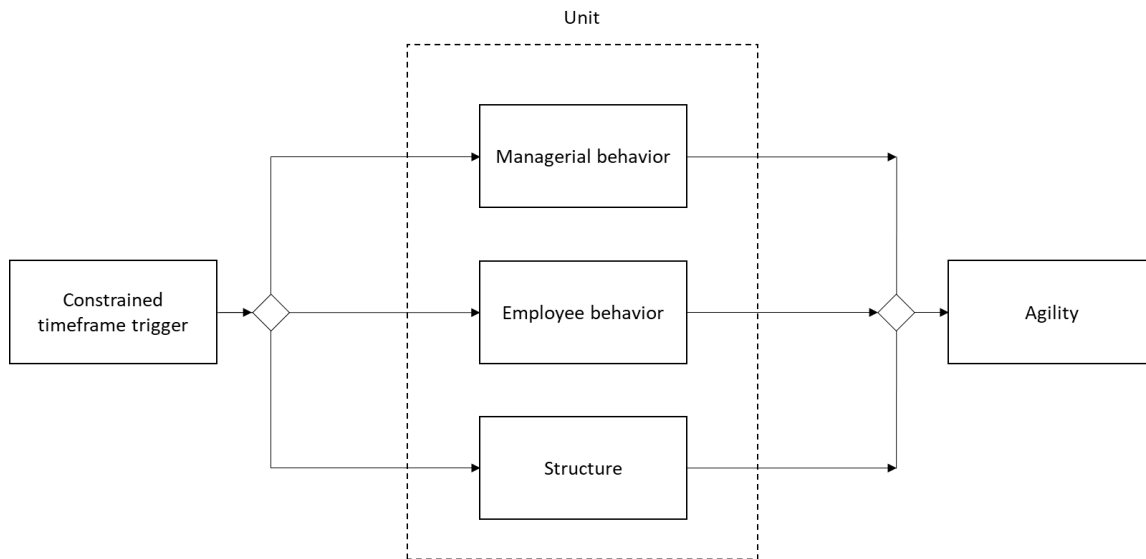 Unit
Managerial behavior
Constrained
timeframe trigger
Employee behavior
Agility
Structure